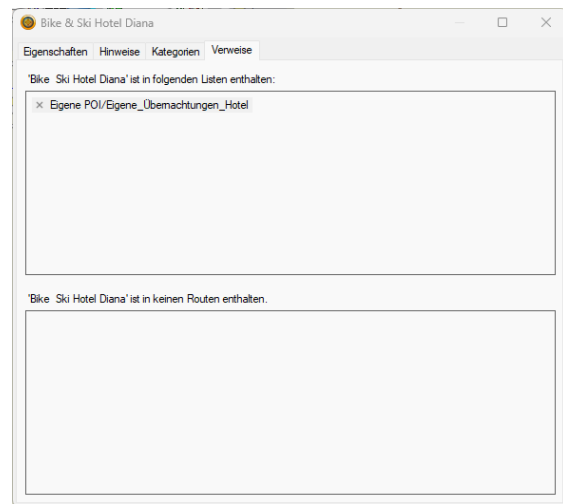 Bike & Ski Hotel Diana
Eigenschaften Hinweise Kategorien Verweise
'Bike Ski Hotel Diana' ist in folgenden Listen enthalten:
Eigene POI/Eigene_Übernachtungen_Hotel
'Bike Ski Hotel Diana' ist in keinen Routen enthalten.